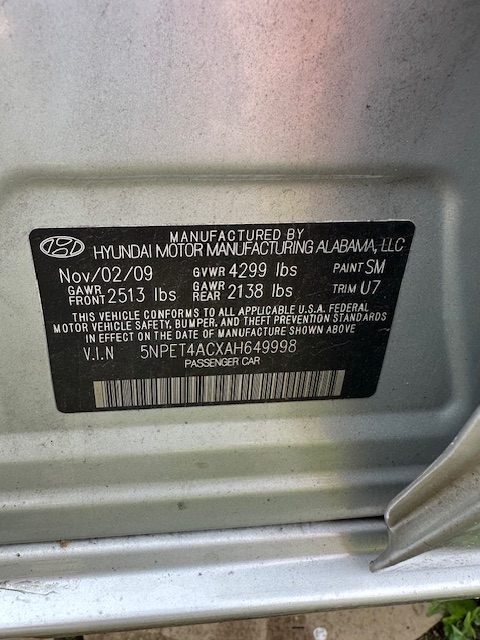 MANUFACTURED BY
HYUNDAI MOTOR MANUFACTURING ALABAMA, LLC
Nov/02/09 GVWR 4299 lbs PAINT SM
GAWR FRONT 2513 lbs GAWR REAR 2138 lbs TRIM U7
THIS VEHICLE CONFORMS TO ALL APPLICABLE U.S.A. FEDERAL
MOTOR VEHICLE SAFETY, BUMPER, AND THEFT PREVENTION STANDARDS
IN EFFECT ON THE DATE OF MANUFACTURE SHOWN ABOVE
V.I.N 5NPET4ACXAH649998
PASSENGER CAR